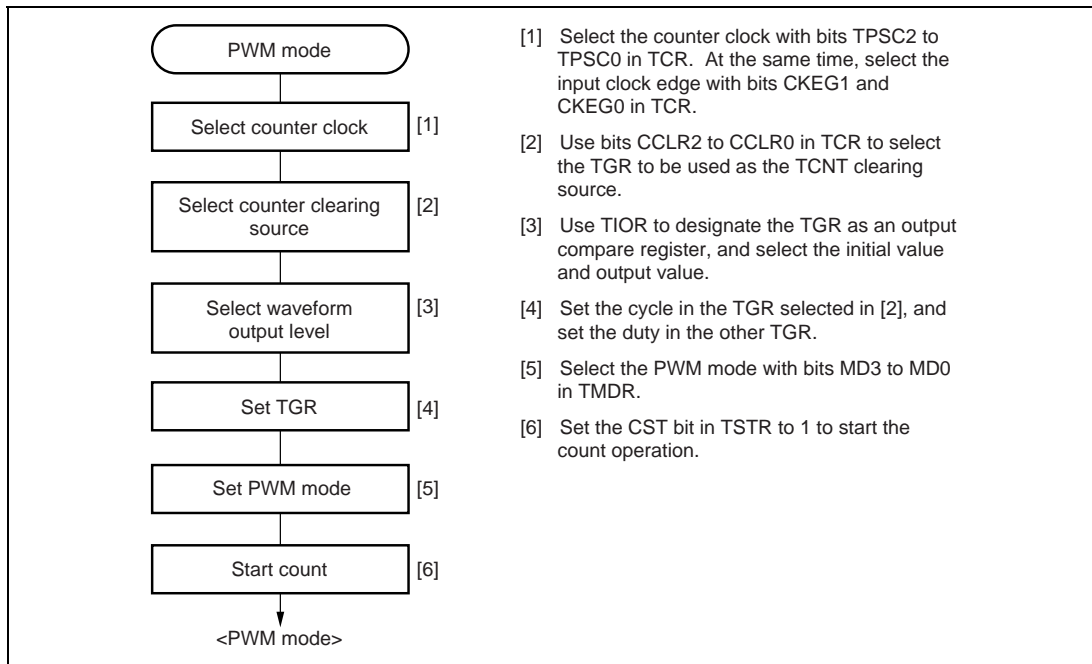 PWM mode
Select counter clock
[1]
Select counter clearing
source
[2]
Select waveform
output level
[3]
Set TGR
[4]
Set PWM mode
[5]
Start count
[6]
<PWM mode>
[1] Select the counter clock with bits TPSC2 to
TPSC0 in TCR. At the same time, select the
input clock edge with bits CKEG1 and
CKEG0 in TCR.
[2] Use bits CCLR2 to CCLR0 in TCR to select
the TGR to be used as the TCNT clearing
source.
[3] Use TIOR to designate the TGR as an output
compare register, and select the initial value
and output value.
[4] Set the cycle in the TGR selected in [2], and
set the duty in the other TGR.
[5] Select the PWM mode with bits MD3 to MD0
in TMDR.
[6] Set the CST bit in TSTR to 1 to start the
count operation.